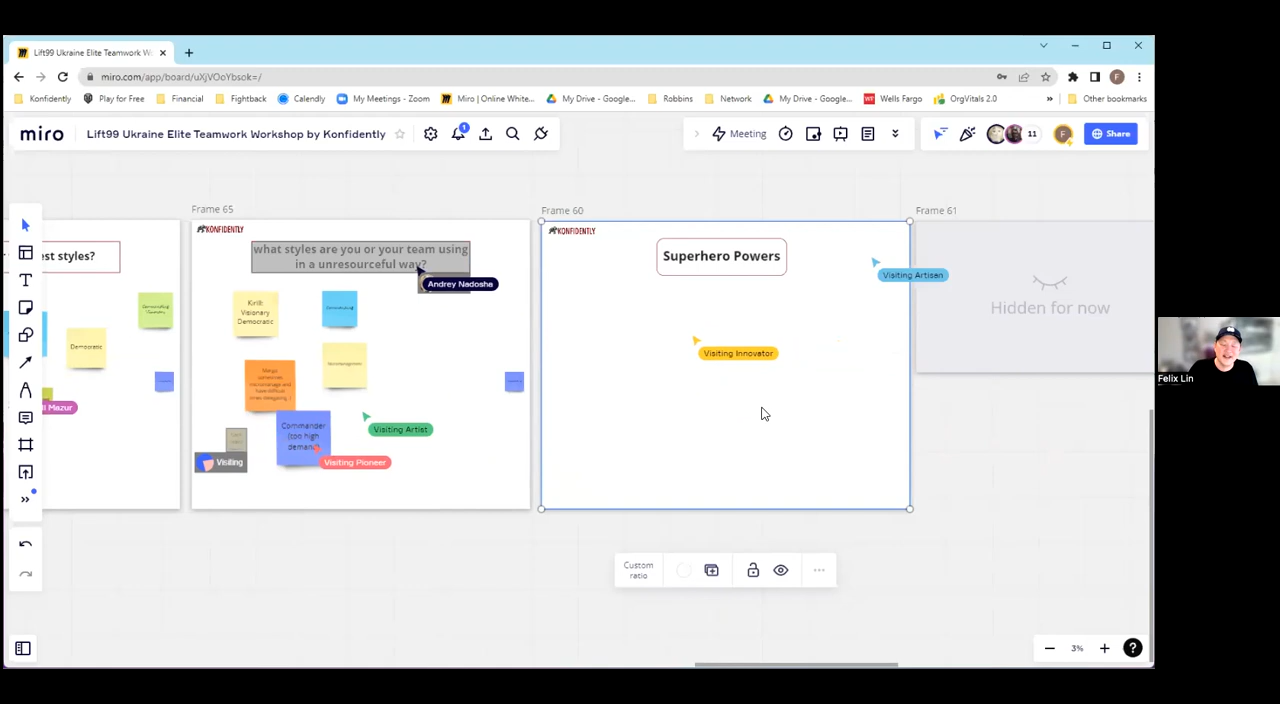 Lift99 Ukraine Elite Teamwork W
miro.com/app/board/uXjVOoYbsok=/
F
Konfidently
Play for Free
Financial
Fightback
Calendly
My Meetings - Zoom
Miro | Online White...
My Drive - Google...
Robbins
Network
My Drive - Google...
WF
Wells Fargo
OrgVitals 2.0
Other bookmarks
miro
Lift99 Ukraine Elite Teamwork Workshop by Konfidently
1
Meeting
11
F
Share
Frame 65
Frame 60
Frame 61
KONFIDENTLY
KONFIDENTLY
est styles?
what styles are you or your team using
in a unresourceful way?
Superhero Powers
Andrey Nadosha
Visiting Artisan
Hidden for now
Kirill:
Visionary
Democratic
Democratic
Visiting Innovator
Micromanagement
Felix Lin
li Mazur
Commander
(too high
demand
Visiting Artist
Visiting
Visiting Pioneer
Custom
ratio
3%